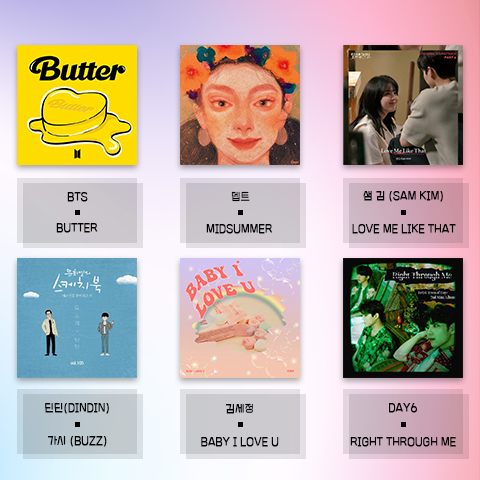 Butter
Butter
BTS
BUTTER
델트
MIDSUMMER
Love Me Like That
샘 김 (SAM KIM)
LOVE ME LIKE THAT
유희열의
스케치북
딘딘(DINDIN)
가시 (BUZZ)
BABY I
LOVE U
김세정
BABY I LOVE U
Right Through Me
DAY6
RIGHT THROUGH ME